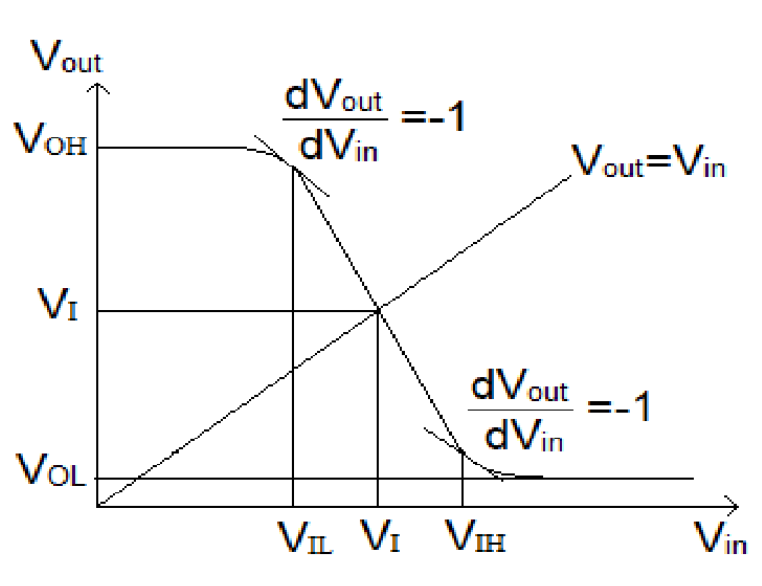 Vout
dVout
dVin
=-1
VOH
Vout=Vin
VI
dVout
dVin
=-1
VOL
VIL VI VIH Vin